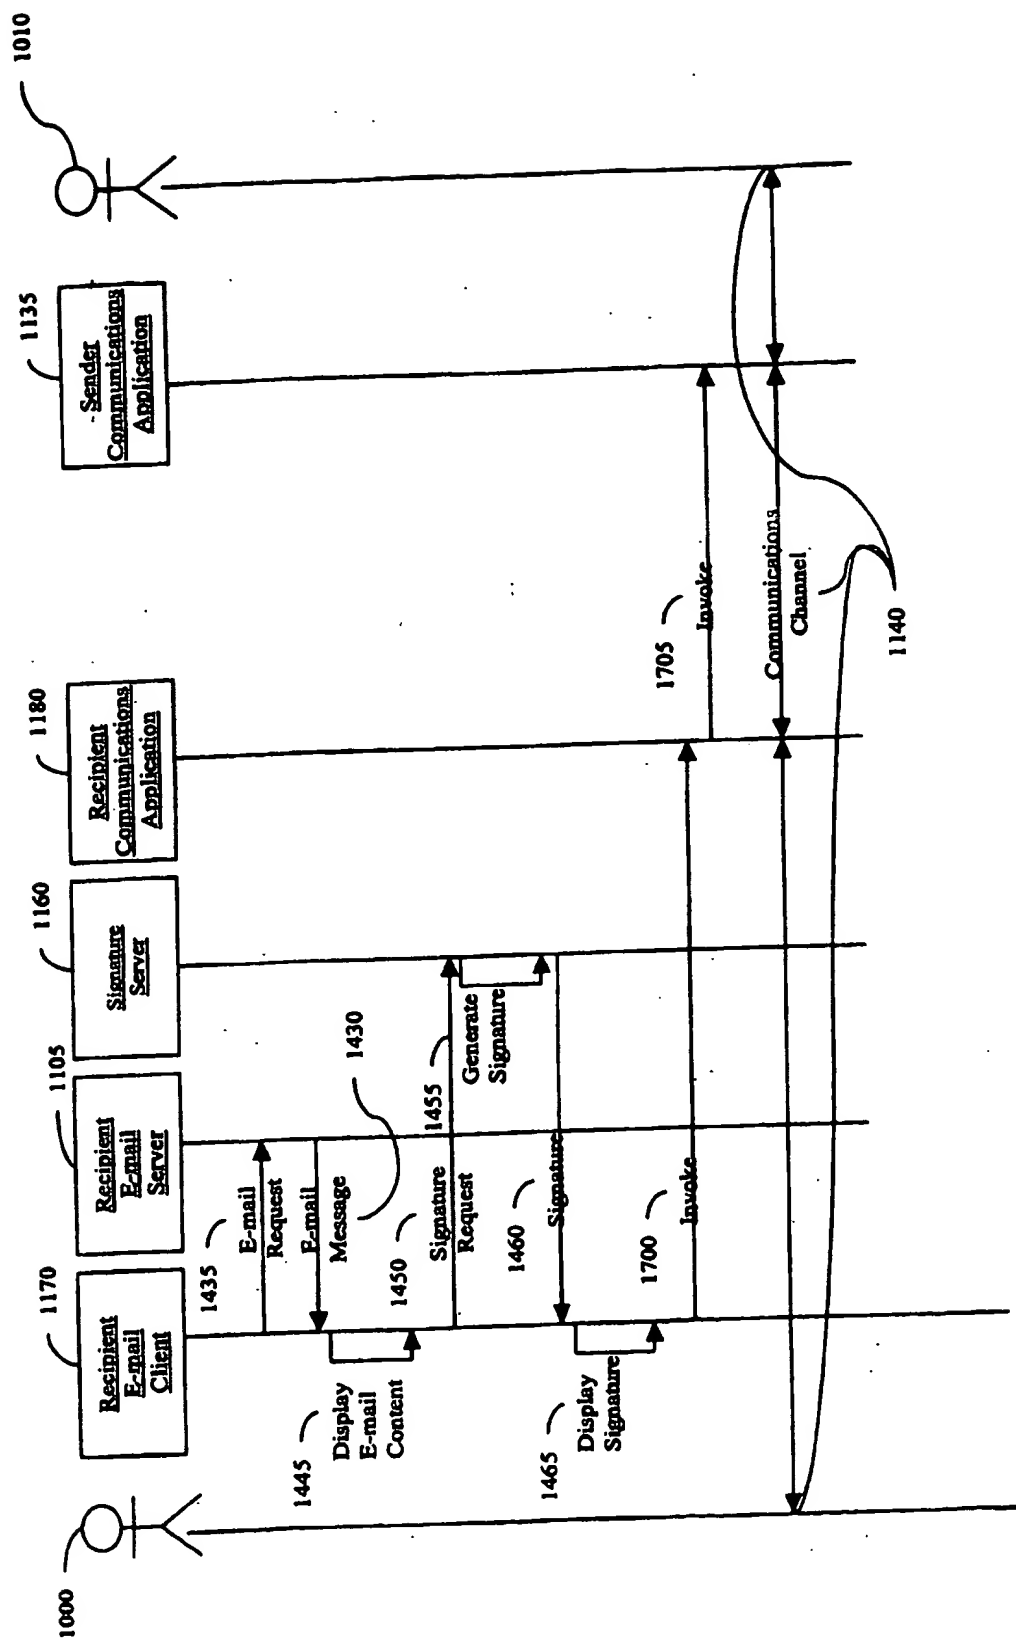 1000
1170
1105
1160
1180
1135
1010
Recipient
E-mail
Client
Recipient
E-mail
Server
Signature
Server
Recipient
Communications
Application
Sender
Communications
Application
1435
E-mail
Request
E-mail
Message
1430
1445
Display
E-mail
Content
1450
Signature
Request
1455
Generate
Signature
1460
Signature
1465
Display
Signature
1700
Invoke
1705
Invoke
Communications
Channel
1140